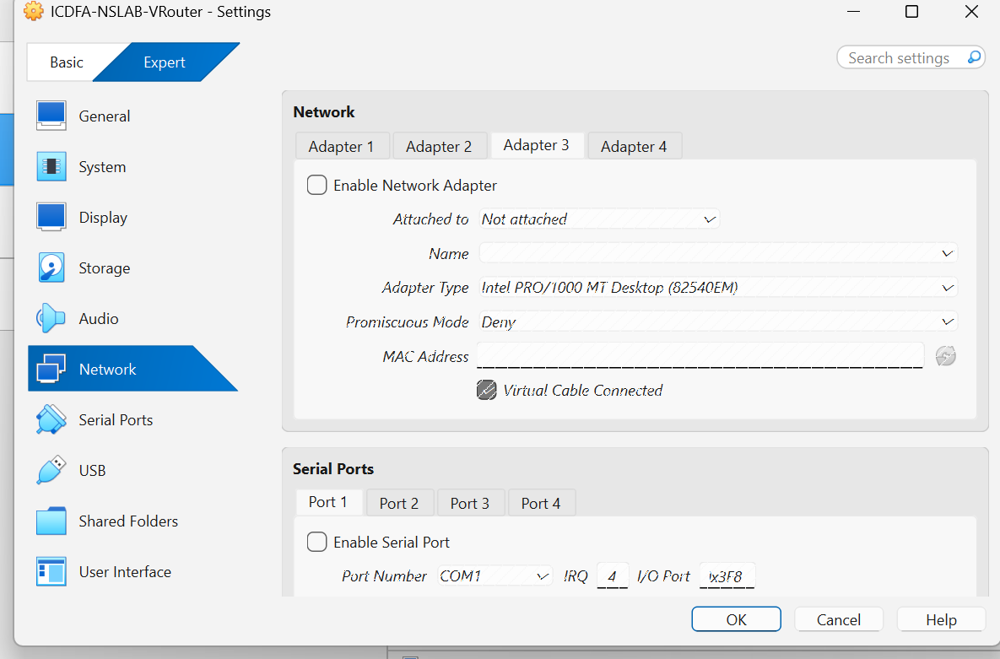 ICDFA-NSLAB-VRouter - Settings
Basic
Expert
Search settings
General
System
Display
Storage
Audio
Network
Serial Ports
USB
Shared Folders
User Interface
Network
Adapter 1 Adapter 2 Adapter 3 Adapter 4
Enable Network Adapter
Attached to Not attached
Name
Adapter Type Intel PRO/1000 MT Desktop (82540EM)
Promiscuous Mode Deny
MAC Address
Virtual Cable Connected
Serial Ports
Port 1 Port 2 Port 3 Port 4
Enable Serial Port
Port Number COM1 IRQ 4 I/O Port 0x3F8
OK Cancel Help